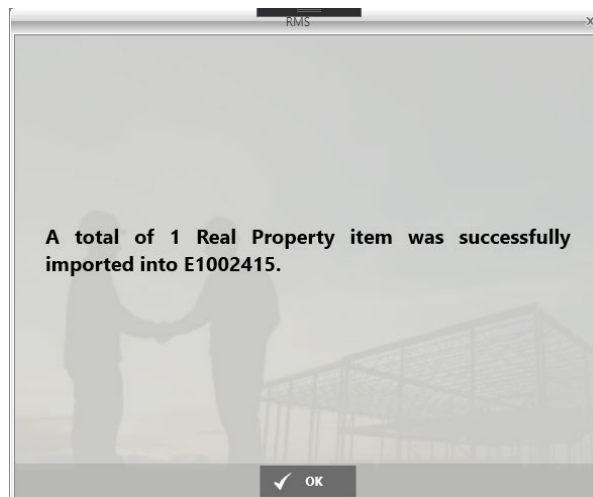 RMS
A total of 1 Real Property item was successfully
imported into E1002415.
OK